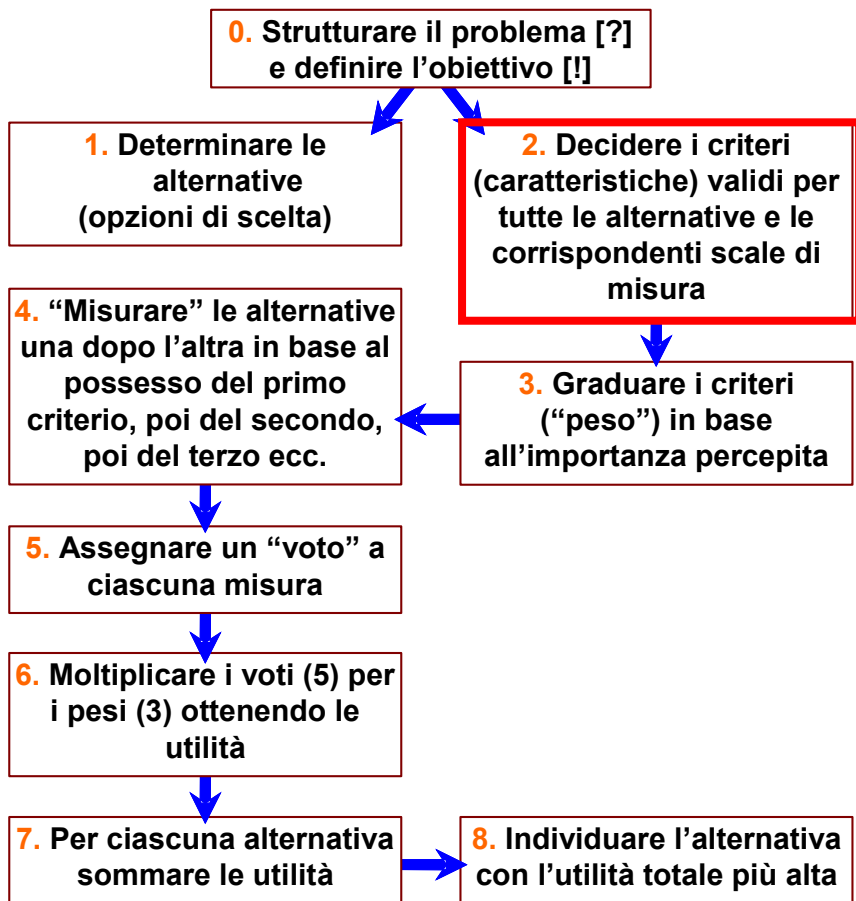 0. Strutturare il problema [?]
e definire l’obiettivo [!]
1. Determinare le
alternative
(opzioni di scelta)
2. Decidere i criteri
(caratteristiche) validi per
tutte le alternative e le
corrispondenti scale di
misura
3. Graduare i criteri
(“peso”) in base
all’importanza percepita
4. “Misurare” le alternative
una dopo l’altra in base al
possesso del primo
criterio, poi del secondo,
poi del terzo ecc.
5. Assegnare un “voto” a
ciascuna misura
6. Moltiplicare i voti (5) per
i pesi (3) ottenendo le
utilità
7. Per ciascuna alternativa
sommare le utilità
8. Individuare l’alternativa
con l’utilità totale più alta